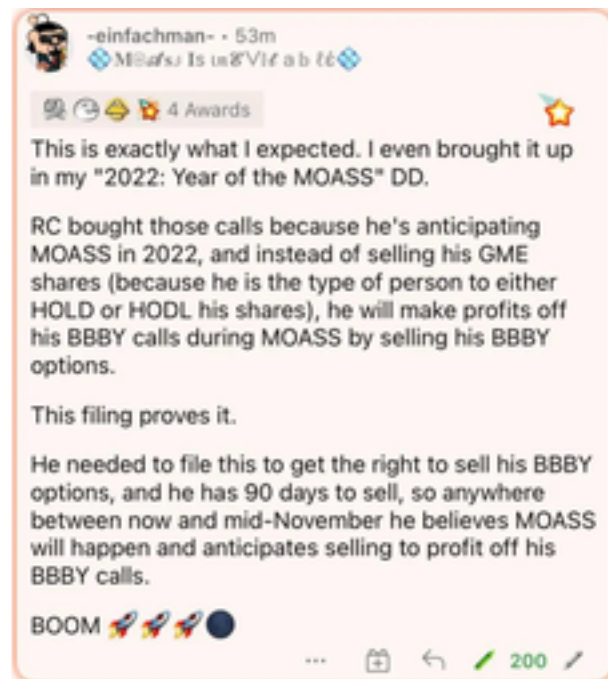 -einfachman- • 53m
💠M☺𝒂𝒇s𝓈 Is ɪn𝐞Vi𝓽a b 𝓁é💠
4 Awards
This is exactly what I expected. I even brought it up
in my "2022: Year of the MOASS" DD.
RC bought those calls because he's anticipating
MOASS in 2022, and instead of selling his GME
shares (because he is the type of person to either
HOLD or HODL his shares), he will make profits off
his BBBY calls during MOASS by selling his BBBY
options.
This filing proves it.
He needed to file this to get the right to sell his BBBY
options, and he has 90 days to sell, so anywhere
between now and mid-November he believes MOASS
will happen and anticipates selling to profit off his
BBBY calls.
BOOM 🚀🚀🚀🌑
200